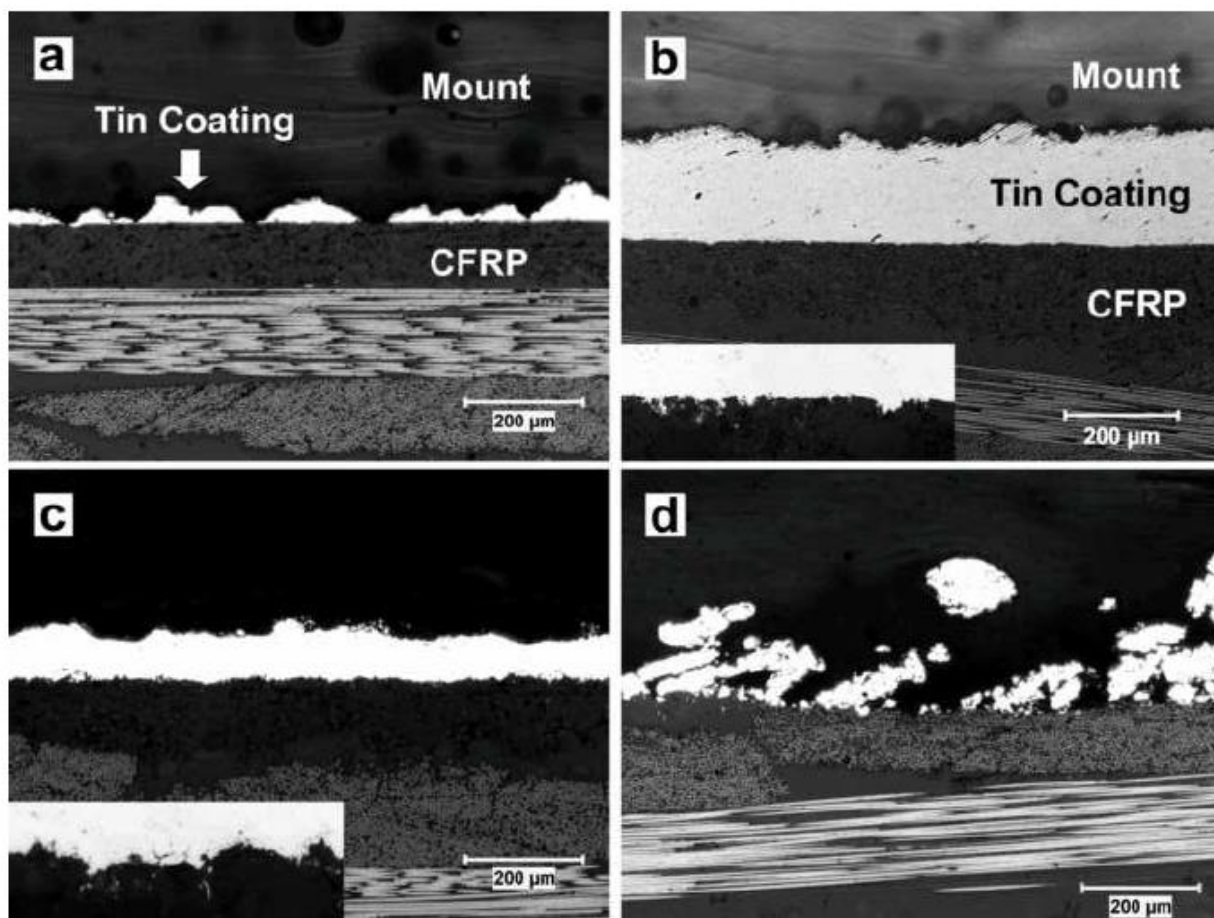 a
Mount
Tin Coating
CFRP
200 µm
b
Mount
Tin Coating
CFRP
200 µm
c
200 µm
d
200 µm